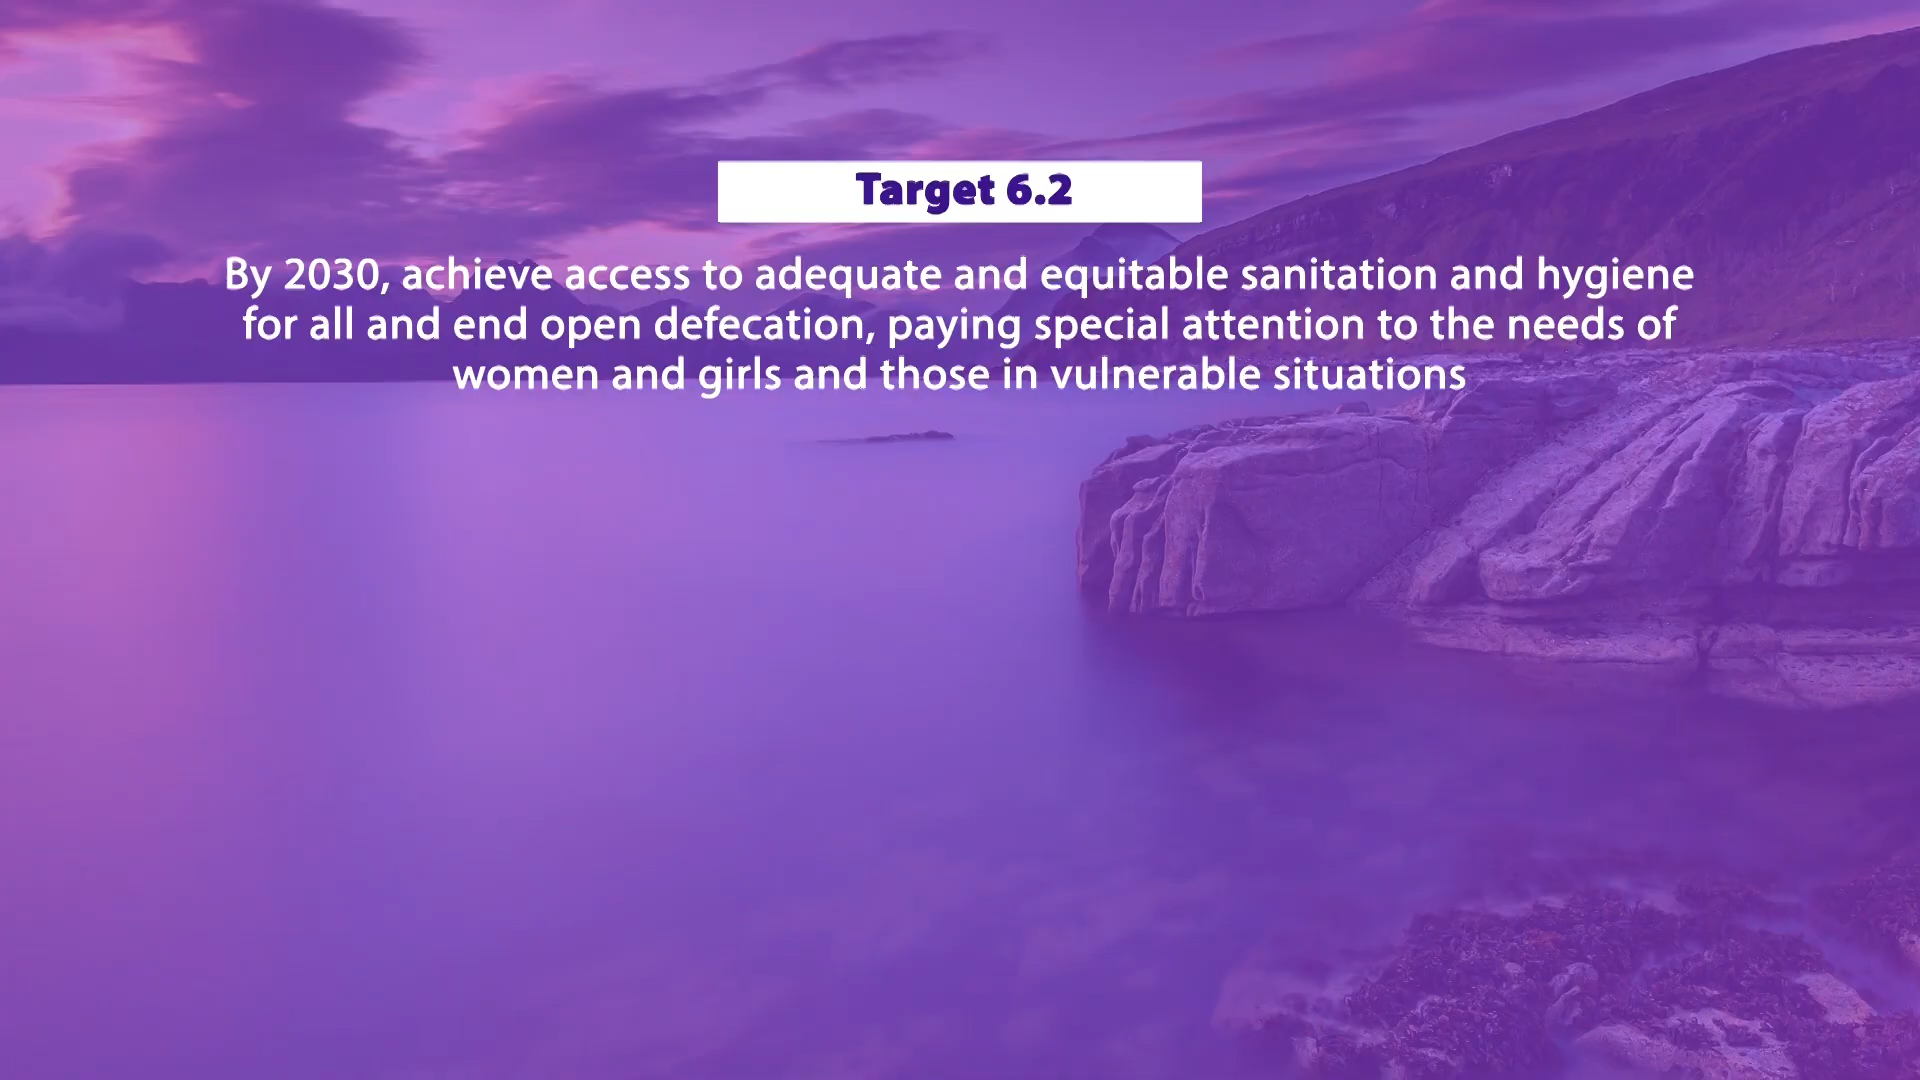 Target 6.2
By 2030, achieve access to adequate and equitable sanitation and hygiene
for all and end open defecation, paying special attention to the needs of
women and girls and those in vulnerable situations